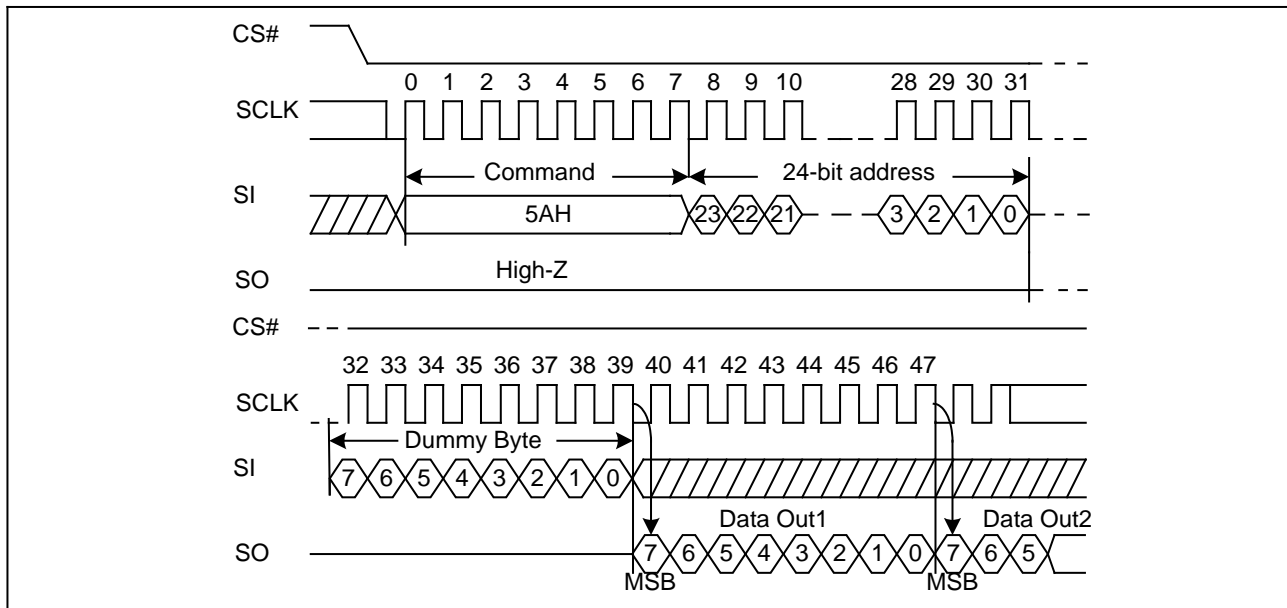 CS#
0 1 2 3 4 5 6 7 8 9 10 28 29 30 31
SCLK
Command 24-bit address
SI
5AH 23 22 21 3 2 1 0
High-Z
SO
CS#
32 33 34 35 36 37 38 39 40 41 42 43 44 45 46 47
SCLK
Dummy Byte
SI
7 6 5 4 3 2 1 0
Data Out1 Data Out2
SO
7 6 5 4 3 2 1 0 7 6 5
MSB MSB